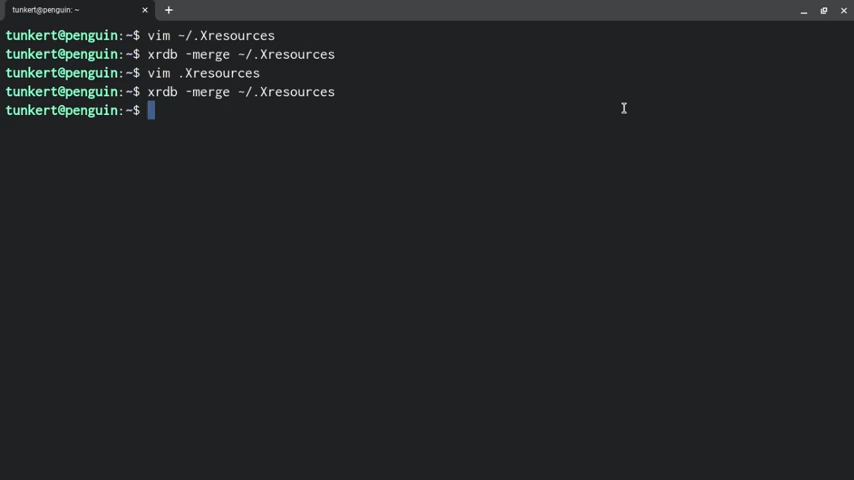 tunkert@penguin: ~
tunkert@penguin:~$ vim ~/.Xresources
tunkert@penguin:~$ xrdb -merge ~/.Xresources
tunkert@penguin:~$ vim .Xresources
tunkert@penguin:~$ xrdb -merge ~/.Xresources
tunkert@penguin:~$